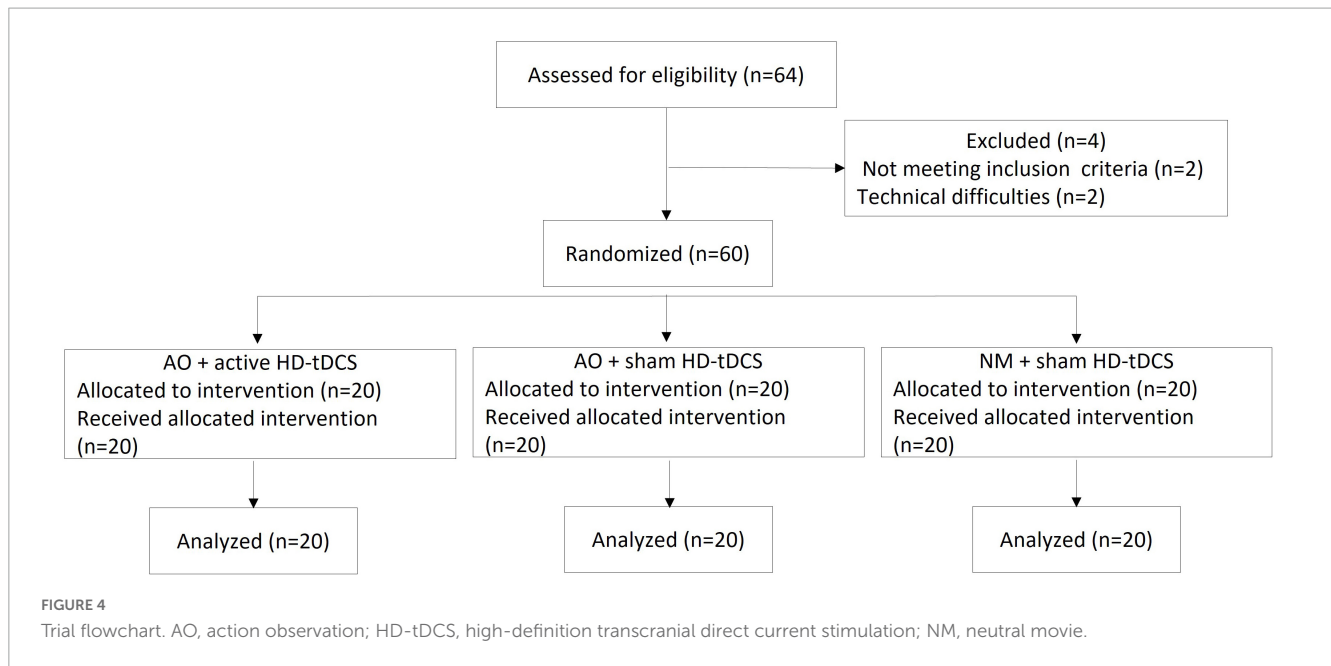 Assessed for eligibility (n=64)
Excluded (n=4)
Not meeting inclusion criteria (n=2)
Technical difficulties (n=2)
Randomized (n=60)
AO + active HD-tDCS
Allocated to intervention (n=20)
Received allocated intervention
(n=20)
AO + sham HD-tDCS
Allocated to intervention (n=20)
Received allocated intervention
(n=20)
NM + sham HD-tDCS
Allocated to intervention (n=20)
Received allocated intervention
(n=20)
Analyzed (n=20)
Analyzed (n=20)
Analyzed (n=20)
FIGURE 4
Trial flowchart. AO, action observation; HD-tDCS, high-definition transcranial direct current stimulation; NM, neutral movie.